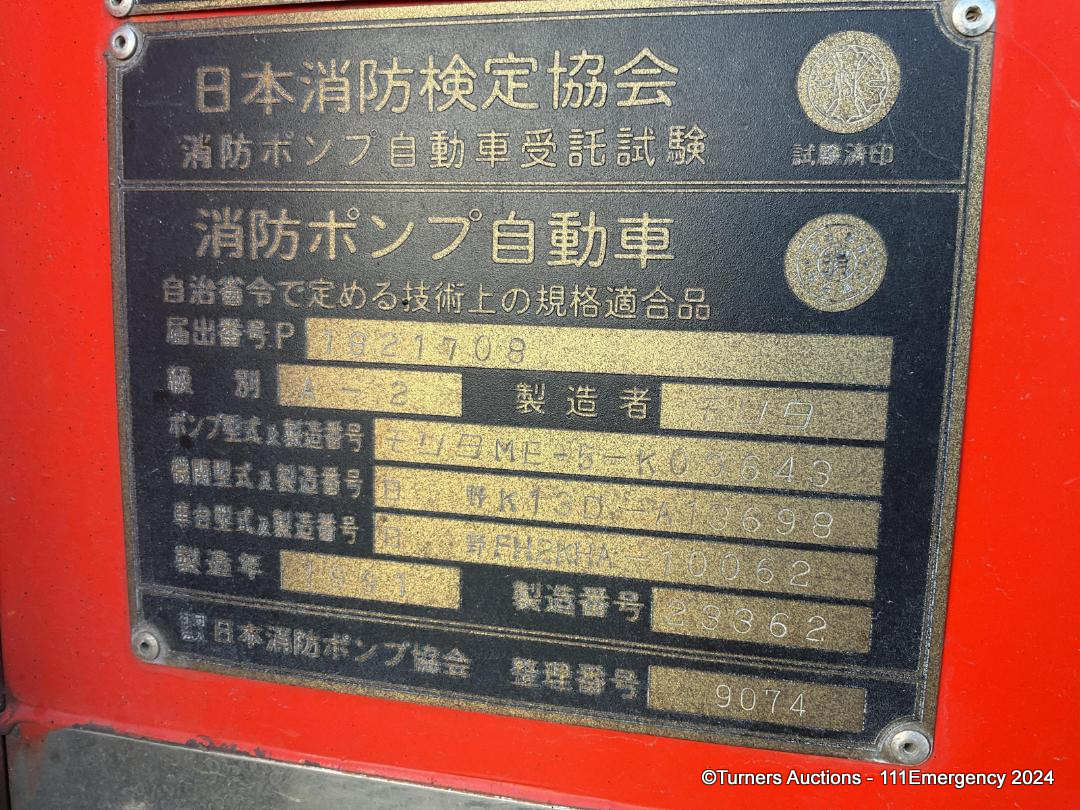 日本消防検定協会
消防ポンプ自動車受託試験
試験済印
消防ポンプ自動車
自治省令で定める技術上の規格適合品
届出番号 P 1821708
級 別 A-2 製造者 モリタ
ポンプ型式及製造番号 モリタME-5-K09643
機関型式及製造番号 日 野K13D-A13698
車台型式及製造番号 日 野FH2KHA-10062
製造年 1991 製造番号 23362
日本消防ポンプ協会 整理番号 9074
©Turners Auctions - 111Emergency 2024